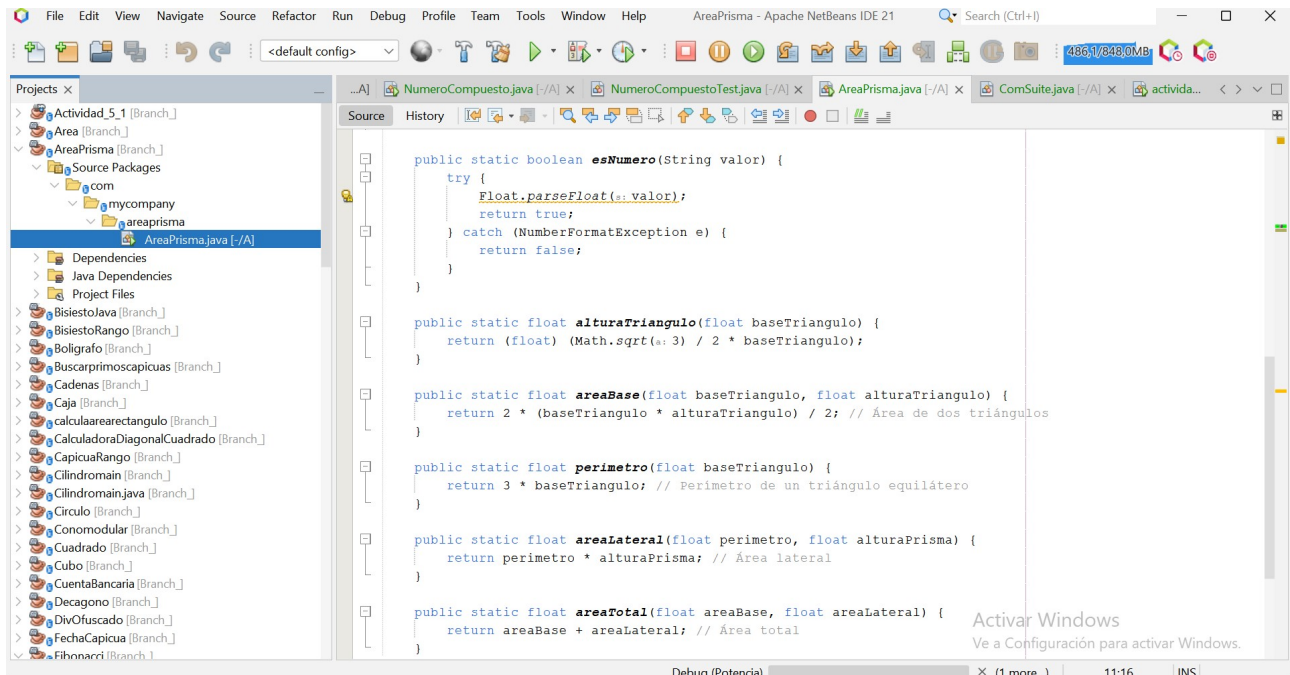 File Edit View Navigate Source Refactor Run Debug Profile Team Tools Window Help AreaPrisma - Apache NetBeans IDE 21 Search (Ctrl+I)
<default config> 486,1/848,0MB
Projects ...A] NumeroCompuesto.java [-/A] NumeroCompuestoTest.java [-/A] AreaPrisma.java [-/A] ComSuite.java [-/A] activida...
Source History
Actividad_5_1 [Branch_]
Area [Branch_]
AreaPrisma [Branch_]
Source Packages
com
mycompany
areaprisma
AreaPrisma.java [-/A]
Dependencies
Java Dependencies
Project Files
BisiestoJava [Branch_]
BisiestoRango [Branch_]
Boligrafo [Branch_]
Buscarprimoscapicuas [Branch_]
Cadenas [Branch_]
Caja [Branch_]
calculaarearectangulo [Branch_]
CalculadoraDiagonalCuadrado [Branch_]
CapicuaRango [Branch_]
Cilindromain [Branch_]
Cilindromain.java [Branch_]
Circulo [Branch_]
Conomodular [Branch_]
Cuadrado [Branch_]
Cubo [Branch_]
CuentaBancaria [Branch_]
Decagono [Branch_]
DivOfuscado [Branch_]
FechaCapicua [Branch_]
Fibonacci [Branch_]
public static boolean esNumero(String valor) {
try {
Float.parseFloat(s: valor);
return true;
} catch (NumberFormatException e) {
return false;
}
}
public static float alturaTriangulo(float baseTriangulo) {
return (float) (Math.sqrt(a: 3) / 2 * baseTriangulo);
}
public static float areaBase(float baseTriangulo, float alturaTriangulo) {
return 2 * (baseTriangulo * alturaTriangulo) / 2; // Área de dos triángulos
}
public static float perimetro(float baseTriangulo) {
return 3 * baseTriangulo; // Perímetro de un triángulo equilátero
}
public static float areaLateral(float perimetro, float alturaPrisma) {
return perimetro * alturaPrisma; // Área lateral
}
public static float areaTotal(float areaBase, float areaLateral) {
return areaBase + areaLateral; // Área total
}
Activar Windows
Ve a Configuración para activar Windows.
Debug (Potencia) (1 more...) 11:16 INS